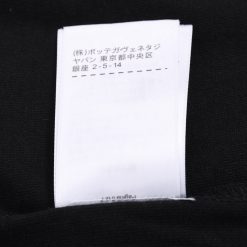 (株)ボッテガヴェネタジ
ャパン 東京都中央区
銀座 2-5-14